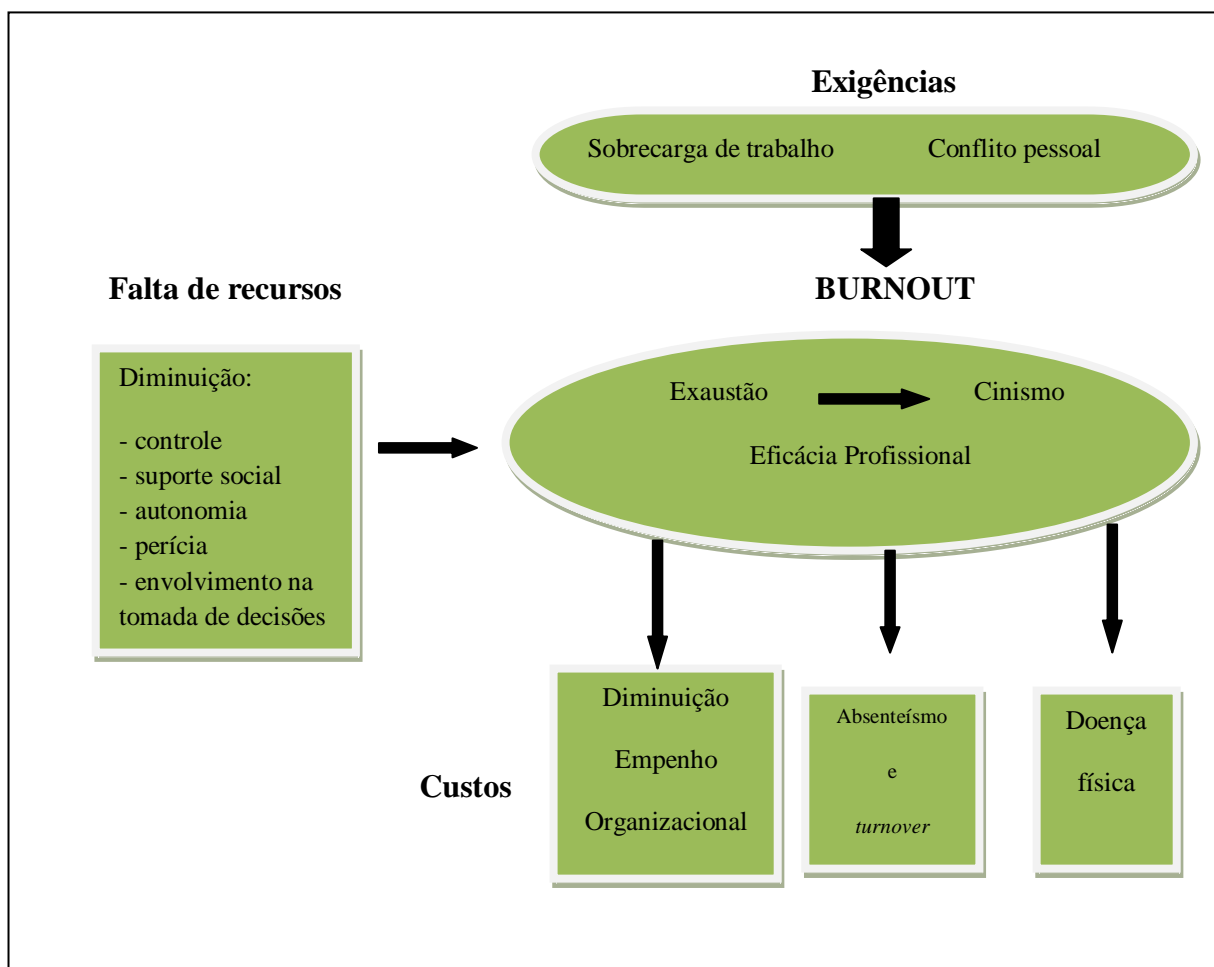 Exigências
Sobrecarga de trabalho
Conflito pessoal
Falta de recursos
Diminuição:
- controle
- suporte social
- autonomia
- perícia
- envolvimento na
tomada de decisões
BURNOUT
Exaustão
Cinismo
Eficácia Profissional
Custos
Diminuição
Empenho
Organizacional
Absenteísmo
e
turnover
Doença
física